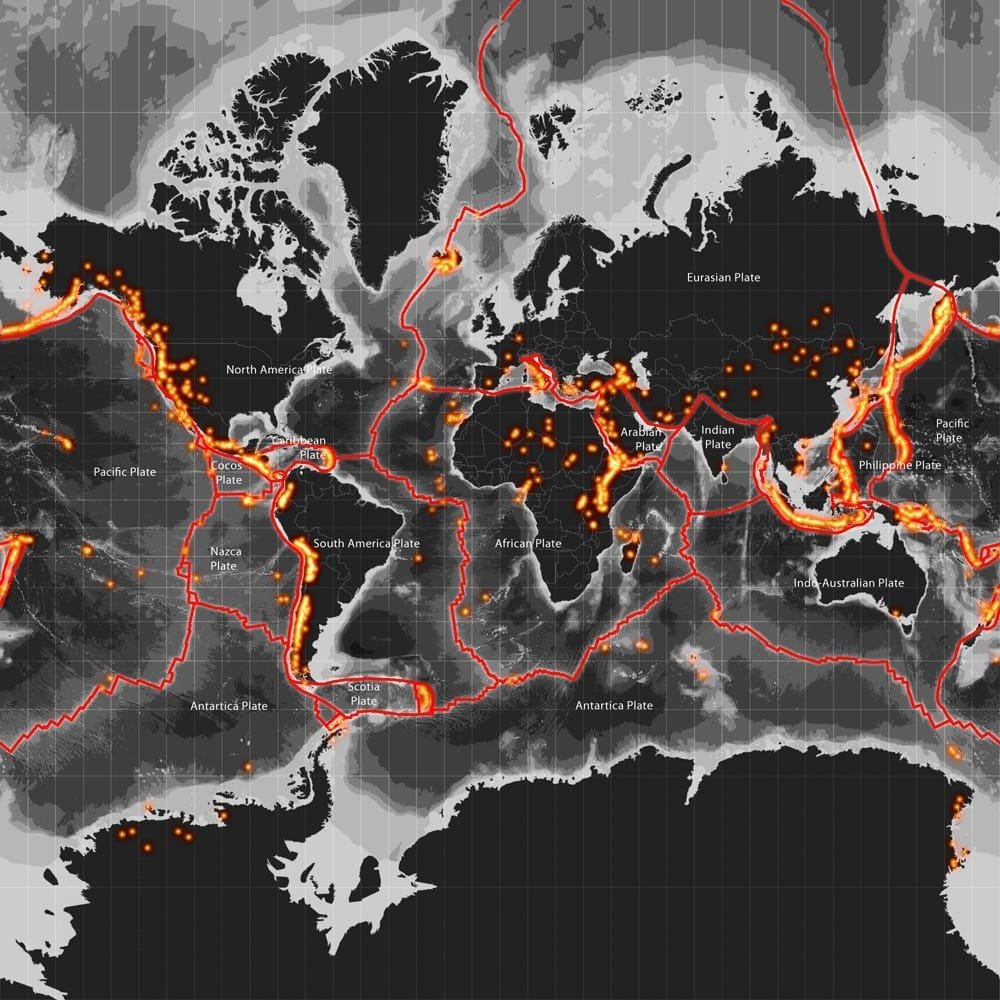 Eurasian Plate
North America Plate
Caribbean
Plate
Arabian
Plate
Indian
Plate
Pacific
Plate
Pacific Plate
Cocos
Plate
Philippine Plate
Nazca
Plate
South America Plate
African Plate
Indo-Australian Plate
Scotia
Plate
Antartica Plate
Antartica Plate